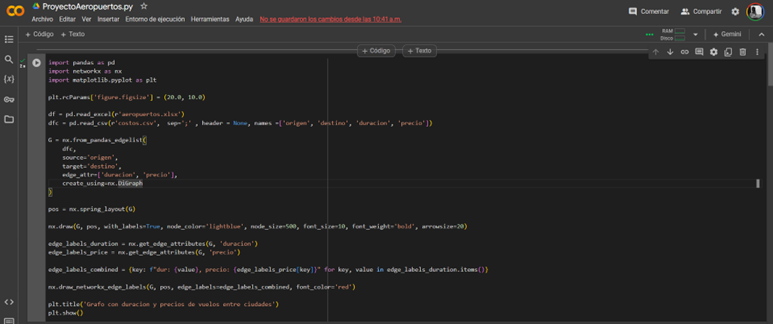 ProyectoAeropuertos.py
Archivo Editar Ver Insertar Entorno de ejecución Herramientas Ayuda No se guardaron los cambios desde las 10:41 a.m.
Comentar Compartir
+ Código + Texto
RAM
Disco
Gemini
+ Código + Texto
import pandas as pd
import networkx as nx
import matplotlib.pyplot as plt
plt.rcParams['figure.figsize'] = (20.0, 10.0)
df = pd.read_excel(r'aeropuertos.xlsx')
dfc = pd.read_csv(r'costos.csv', sep=';' , header = None, names =['origen', 'destino', 'duracion', 'precio'])
G = nx.from_pandas_edgelist(
dfc,
source='origen',
target='destino',
edge_attr=['duracion', 'precio'],
create_using=nx.DiGraph
)
pos = nx.spring_layout(G)
nx.draw(G, pos, with_labels=True, node_color='lightblue', node_size=500, font_size=10, font_weight='bold', arrowsize=20)
edge_labels_duration = nx.get_edge_attributes(G, 'duracion')
edge_labels_price = nx.get_edge_attributes(G, 'precio')
edge_labels_combined = {key: f"dur: {value}, precio: {edge_labels_price[key]}" for key, value in edge_labels_duration.items()}
nx.draw_networkx_edge_labels(G, pos, edge_labels=edge_labels_combined, font_color='red')
plt.title('Grafo con duracion y precios de vuelos entre ciudades')
plt.show()